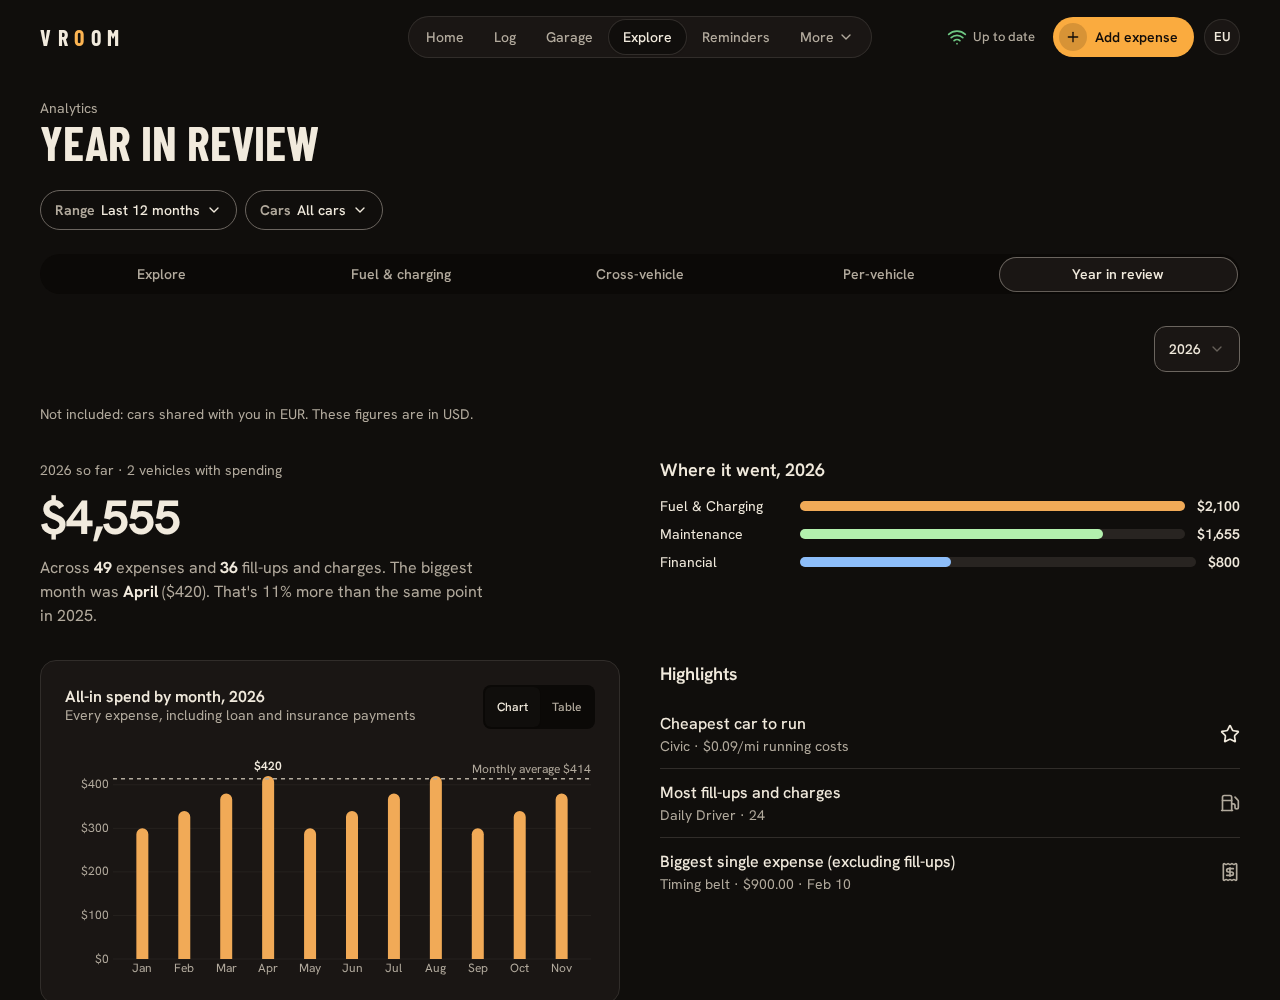 VROOM
Home
Log
Garage
Explore
Reminders
More
Up to date
Add expense
EU
Analytics
YEAR IN REVIEW
Range Last 12 months
Cars All cars
Explore
Fuel & charging
Cross-vehicle
Per-vehicle
Year in review
2026
Not included: cars shared with you in EUR. These figures are in USD.
2026 so far · 2 vehicles with spending
$4,555
Across 49 expenses and 36 fill-ups and charges. The biggest
month was April ($420). That's 11% more than the same point
in 2025.
Where it went, 2026
Fuel & Charging $2,100
Maintenance $1,655
Financial $800
All-in spend by month, 2026
Every expense, including loan and insurance payments
Chart
Table
$420
Monthly average $414
$400
$300
$200
$100
$0
Jan Feb Mar Apr May Jun Jul Aug Sep Oct Nov
Highlights
Cheapest car to run
Civic · $0.09/mi running costs
Most fill-ups and charges
Daily Driver · 24
Biggest single expense (excluding fill-ups)
Timing belt · $900.00 · Feb 10